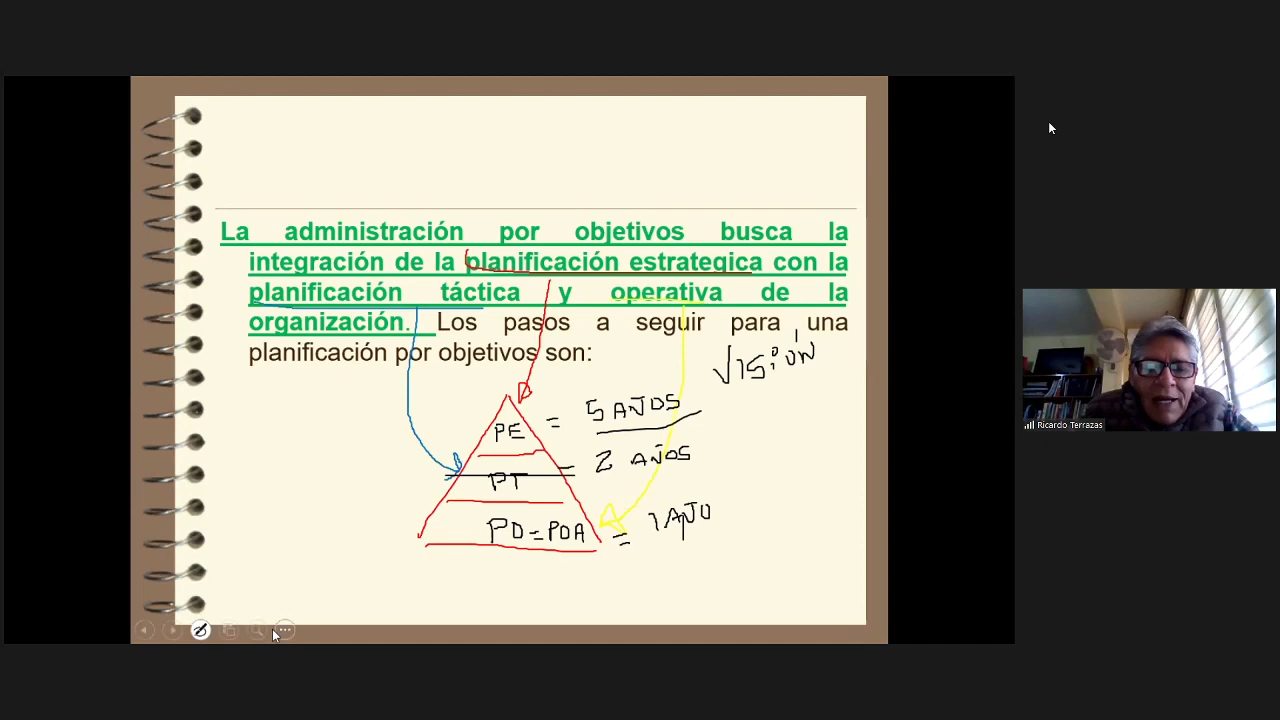 La administración por objetivos busca la
integración de la planificación estrategica con la
planificación táctica y operativa de la
organización. Los pasos a seguir para una
planificación por objetivos son:
VISIÓN
PE = 5 AÑOS
PT 2 AÑOS
PO=POA = 1 AÑO
Ricardo Terrazas